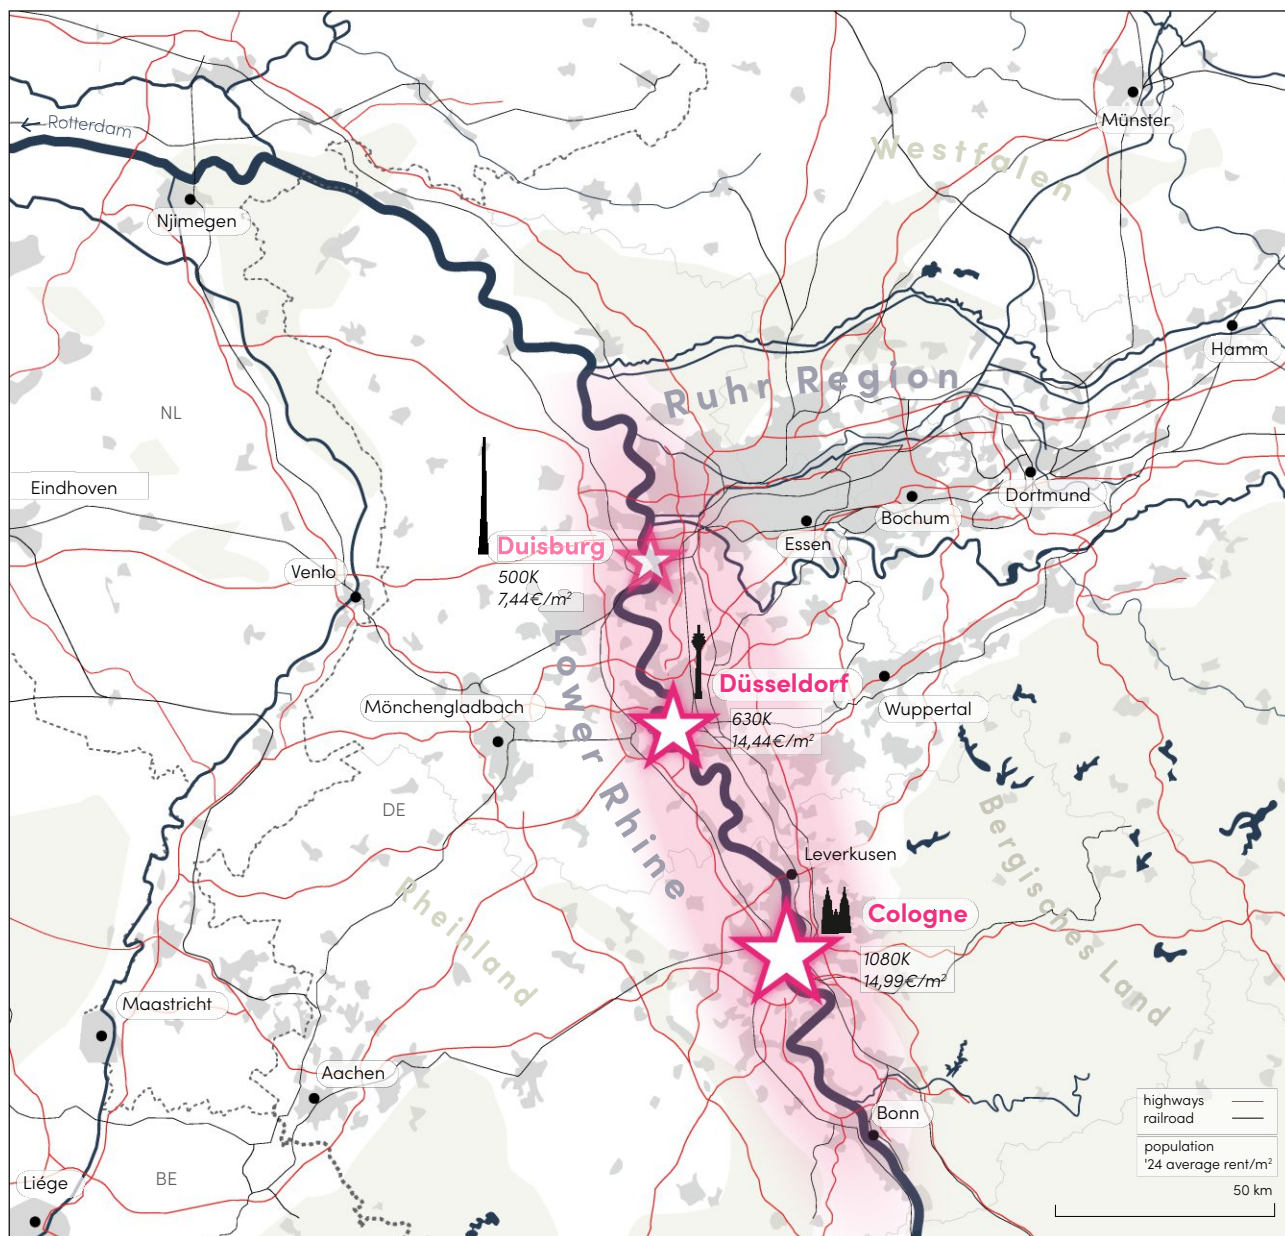 ← Rotterdam
Münster
Westfalen
Njimegen
Hamm
Ruhr Region
NL
Eindhoven
Dortmund
Bochum
Essen
Duisburg
500K
7,44€/m²
Venlo
Lower Rhine
Düsseldorf
630K
14,44€/m²
Mönchengladbach
Wuppertal
DE
Bergisches Land
Leverkusen
Rheinland
Cologne
1080K
14,99€/m²
Maastricht
Aachen
Bonn
highways
railroad
population
'24 average rent/m²
BE
Liége
50 km